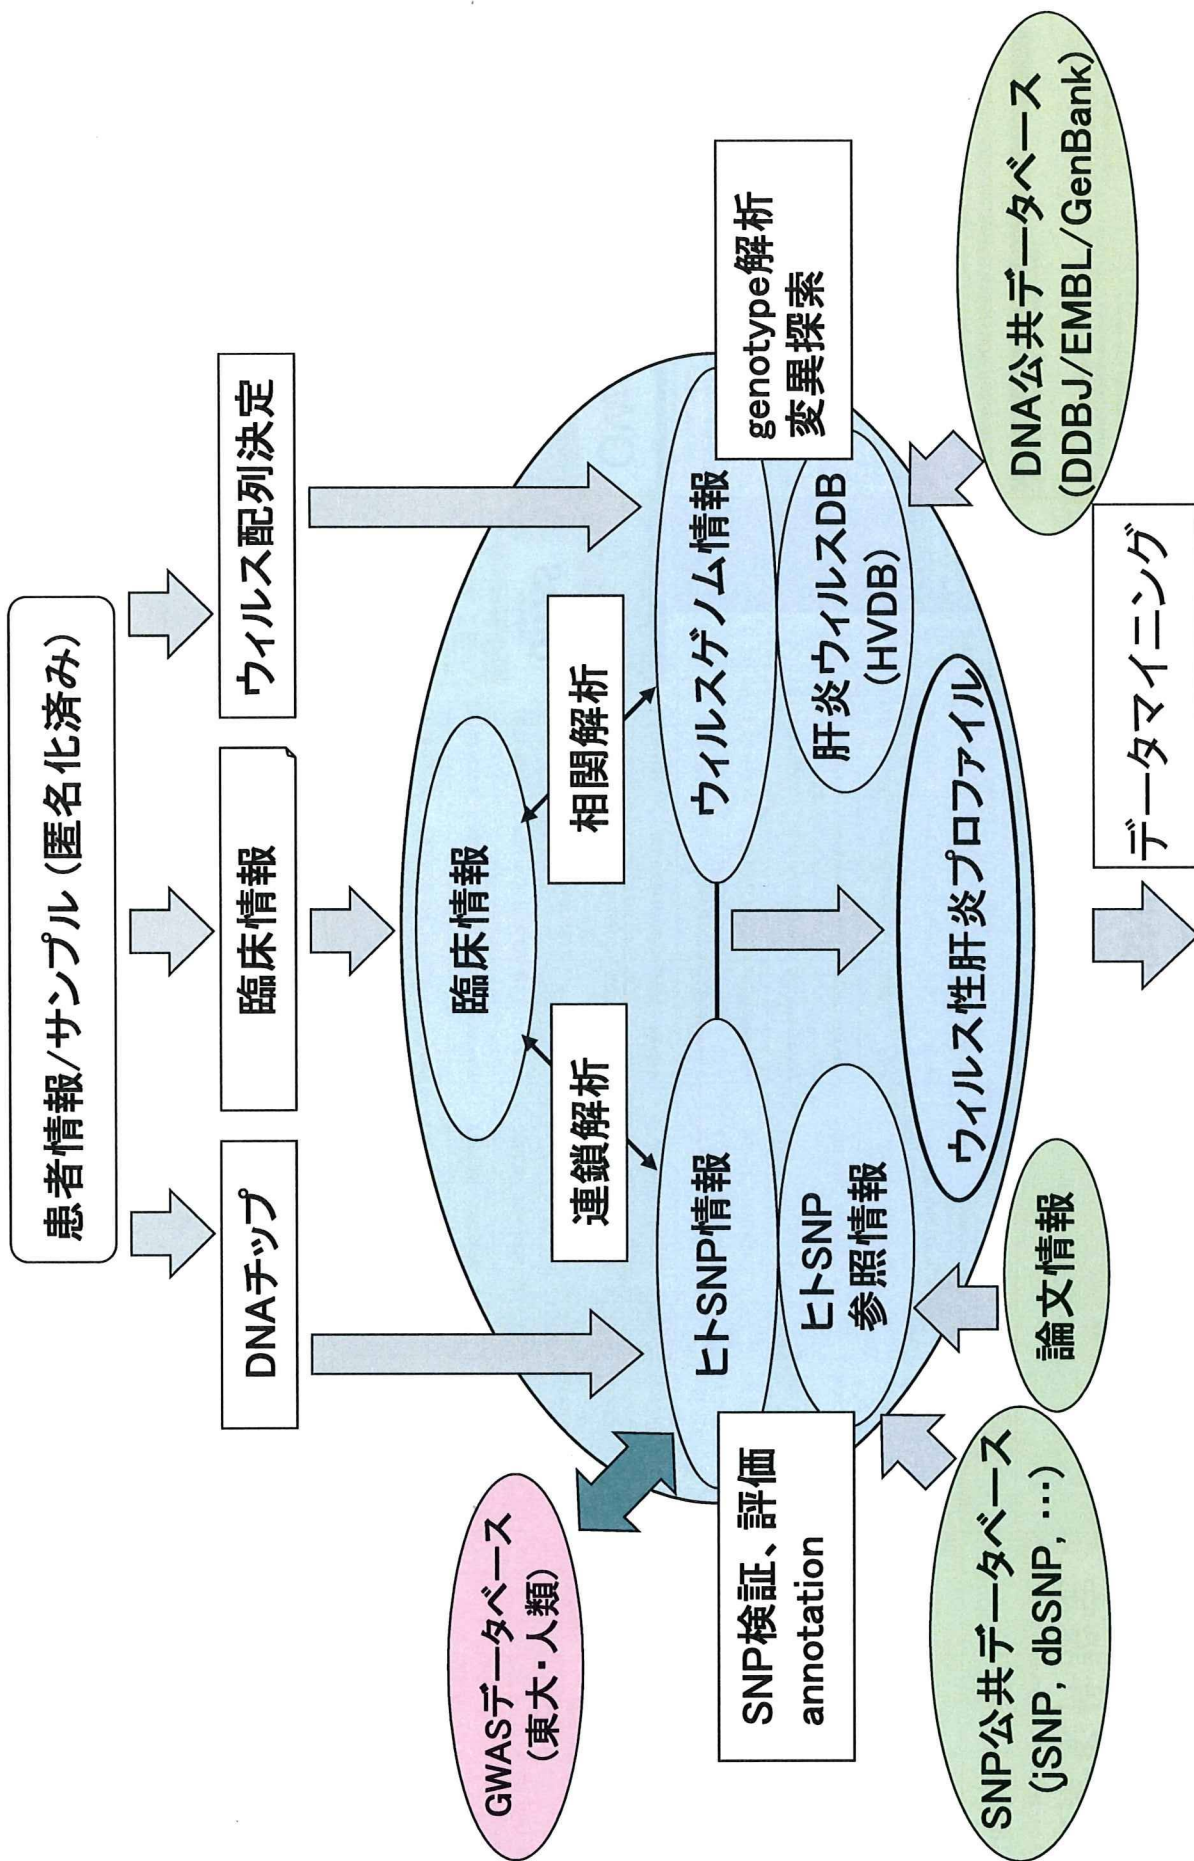 患者情報/サンプル(匿名化済み)
DNAチップ
臨床情報
ウィルス配列決定
GWASデータベース
(東大・人類)
臨床情報
連鎖解析
相関解析
ヒトSNP情報
ウィルスゲノム情報
SNP検証、評価
annotation
ヒトSNP
参照情報
肝炎ウィルスDB
(HVDB)
genotype解析
変異探索
ウィルス性肝炎プロファイル
SNP公共データベース
(jSNP, dbSNP, …)
論文情報
DNA公共データベース
(DDBJ/EMBL/GenBank)
データマイニング